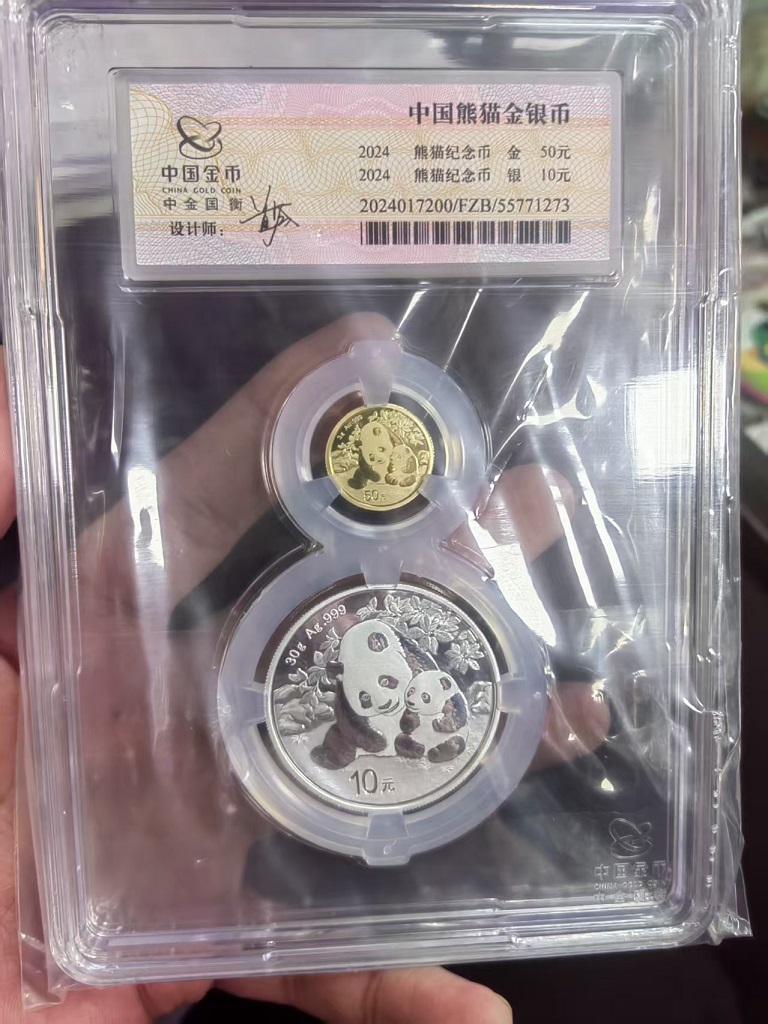 中国熊猫金银币
中国金币
CHINA GOLD COIN
中金国衡
设计师：
2024 熊猫纪念币 金 50元
2024 熊猫纪念币 银 10元
2024017200/FZB/55771273
50元
30g Ag.999
10元
中国金币
CHINA GOLD COIN